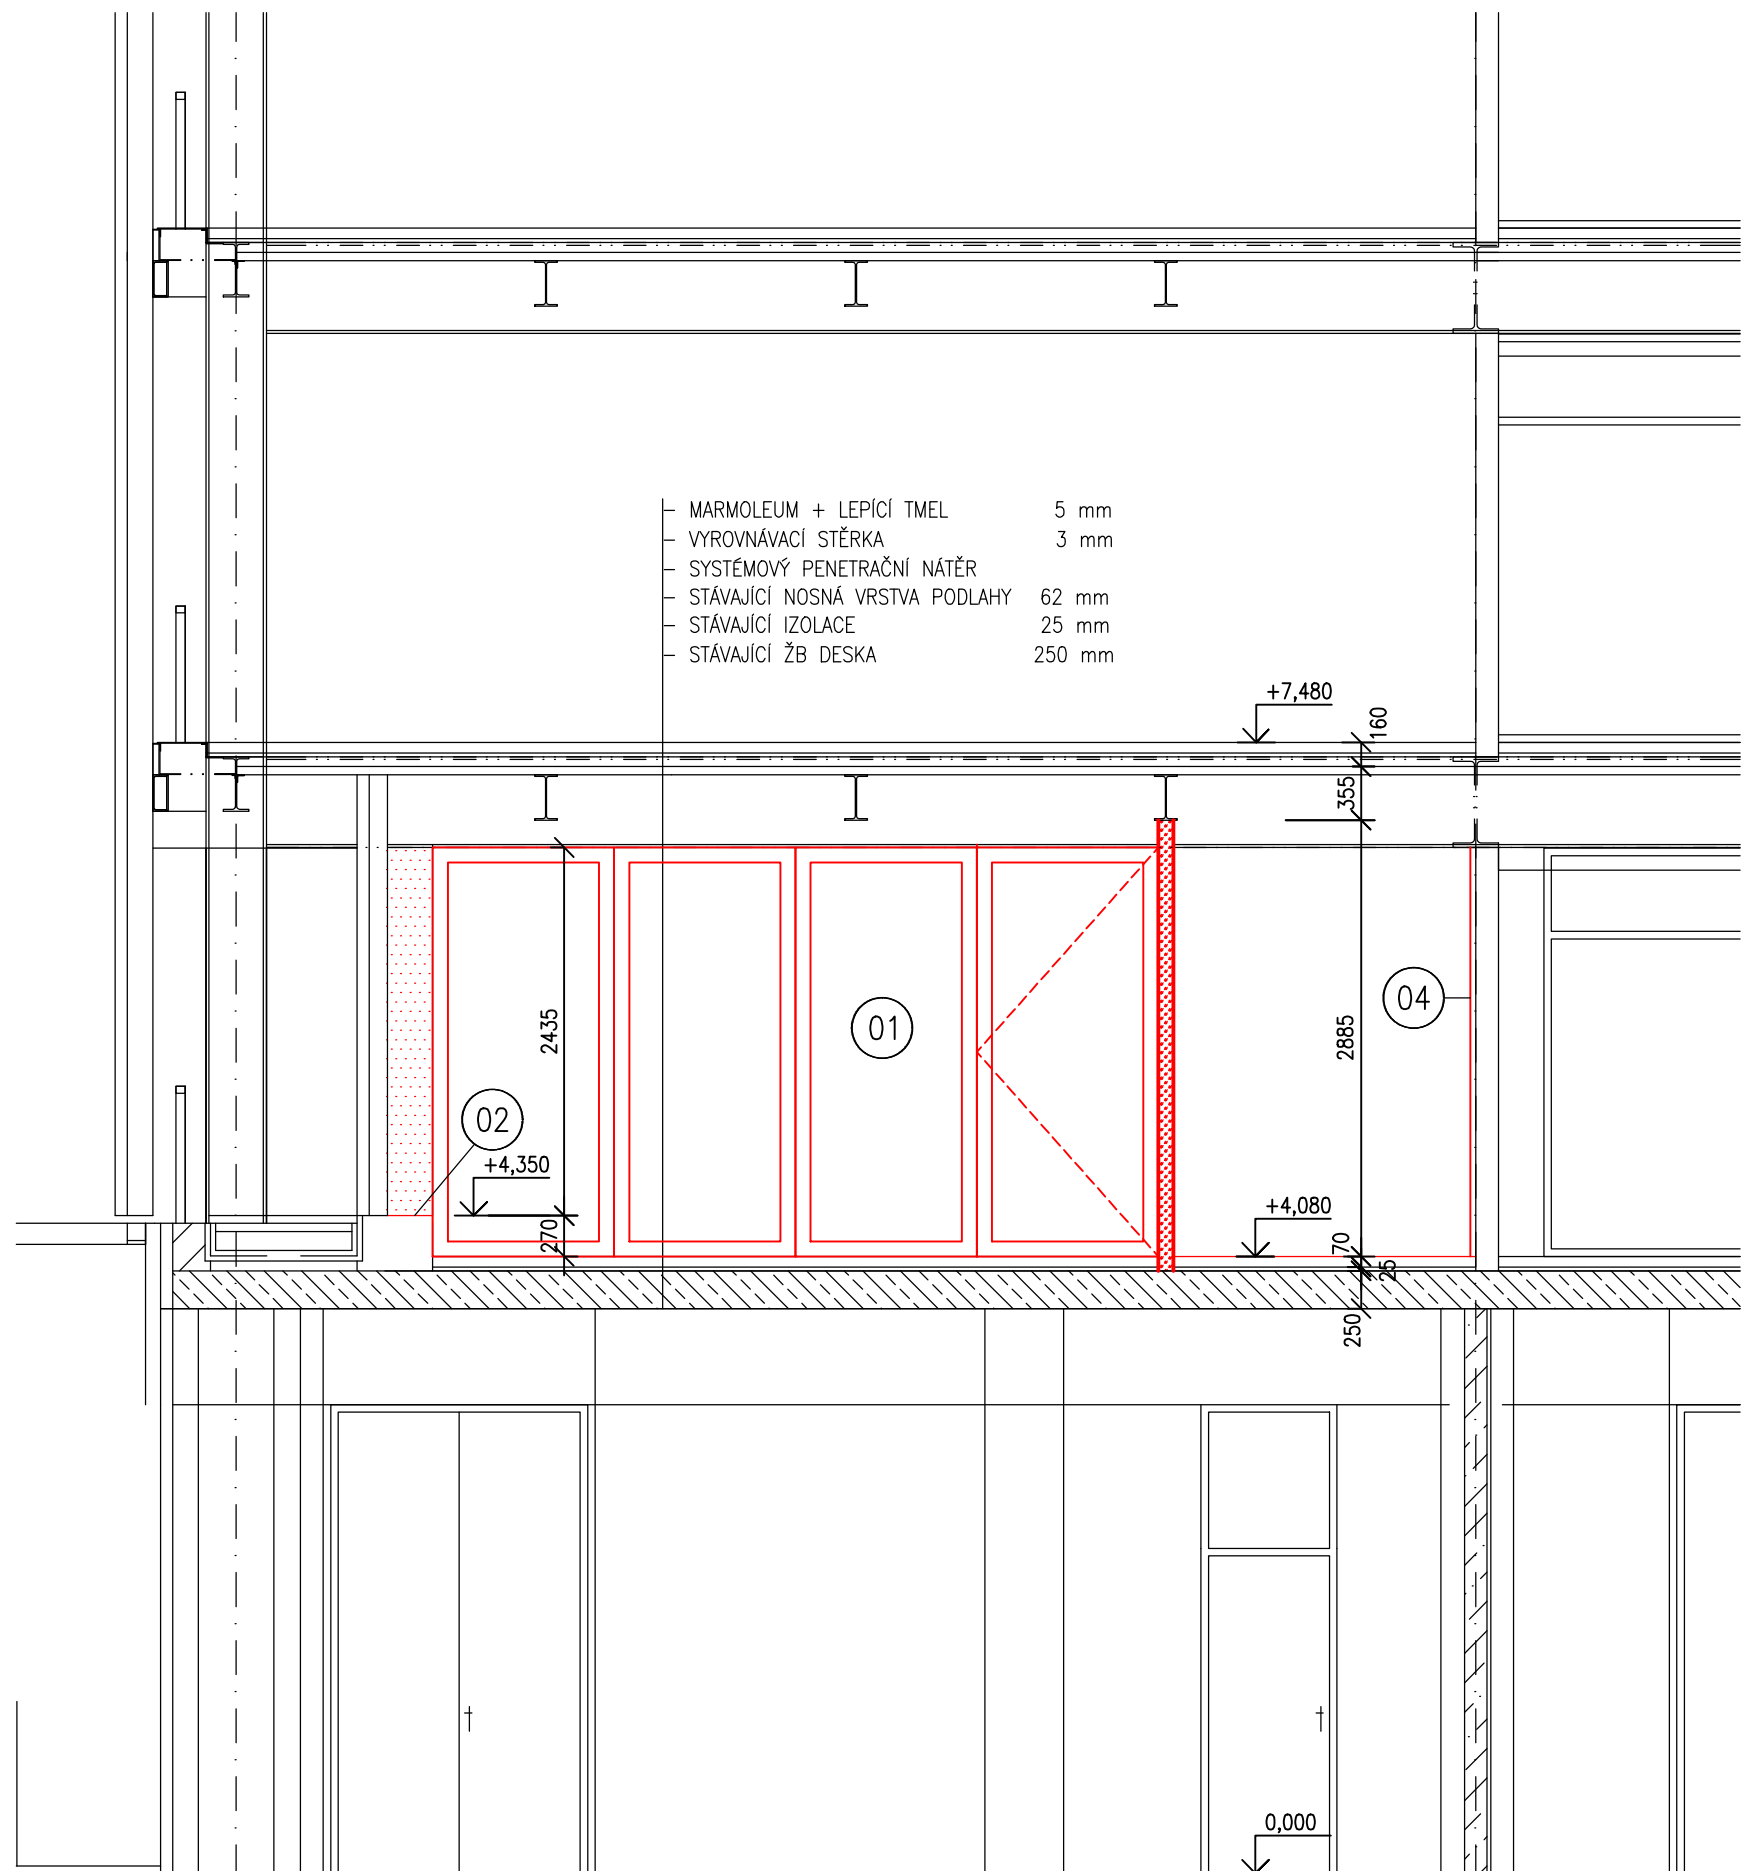 MARMOLEUM + LEPÍCÍ TMEL 5 mm
VYROVNÁVACÍ STĚRKA 3 mm
SYSTÉMOVÝ PENETRAČNÍ NÁTĚR
STÁVAJÍCÍ NOSNÁ VRSTVA PODLAHY 62 mm
STÁVAJÍCÍ IZOLACE 25 mm
STÁVAJÍCÍ ŽB DESKA 250 mm
+7,480
160
355
2435
01
04
2885
02
+4,350
270
+4,080
70
25
250
0,000